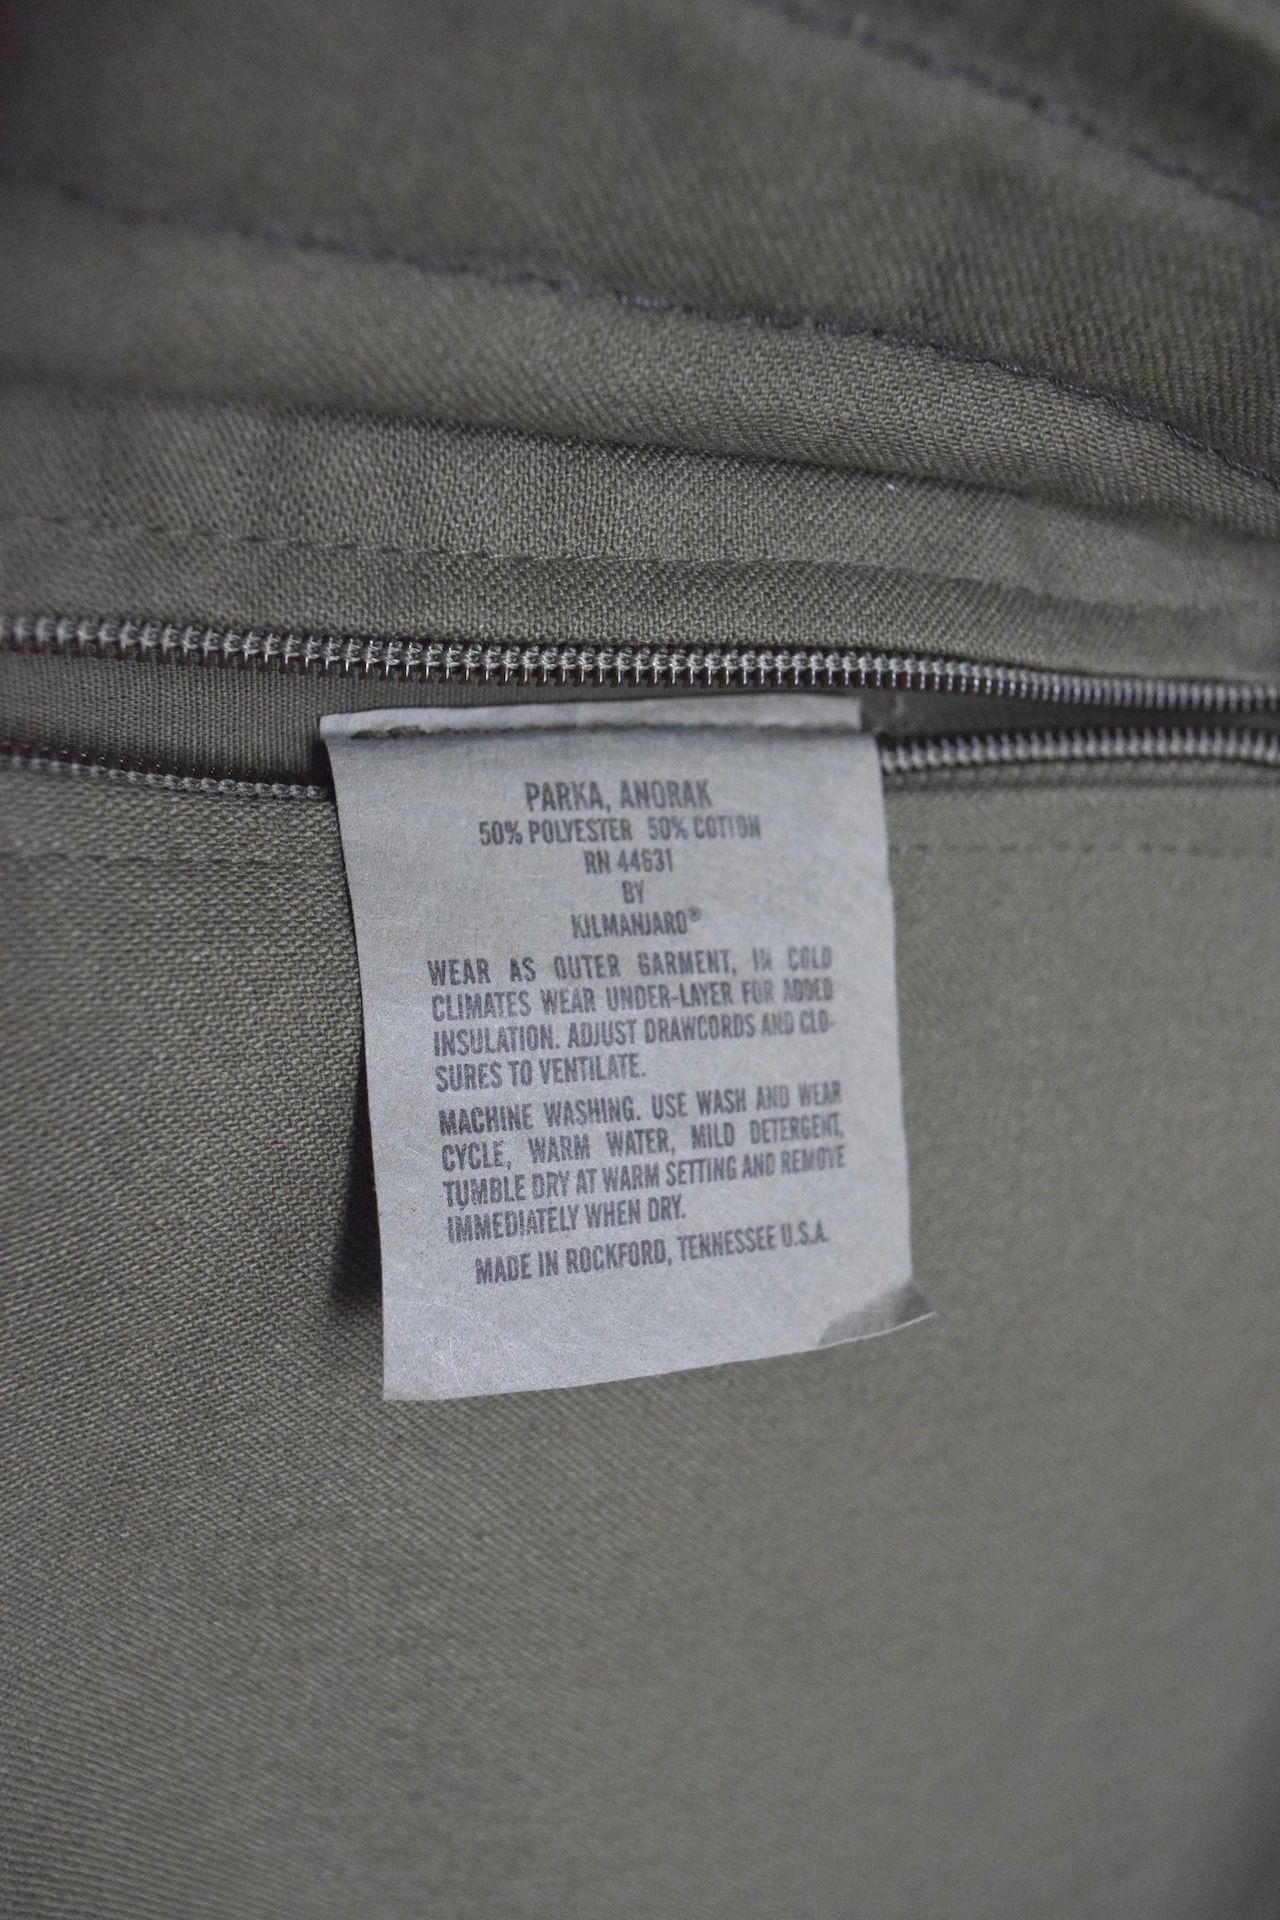 PARKA, ANORAK
50% POLYESTER 50% COTTON
RN 44631
BY
KILMANJARO®
WEAR AS OUTER GARMENT, IN COLD
CLIMATES WEAR UNDER-LAYER FOR ADDED
INSULATION. ADJUST DRAWCORDS AND CLO-
SURES TO VENTILATE.
MACHINE WASHING. USE WASH AND WEAR
CYCLE, WARM WATER, MILD DETERGENT,
TUMBLE DRY AT WARM SETTING AND REMOVE
IMMEDIATELY WHEN DRY.
MADE IN ROCKFORD, TENNESSEE U.S.A.